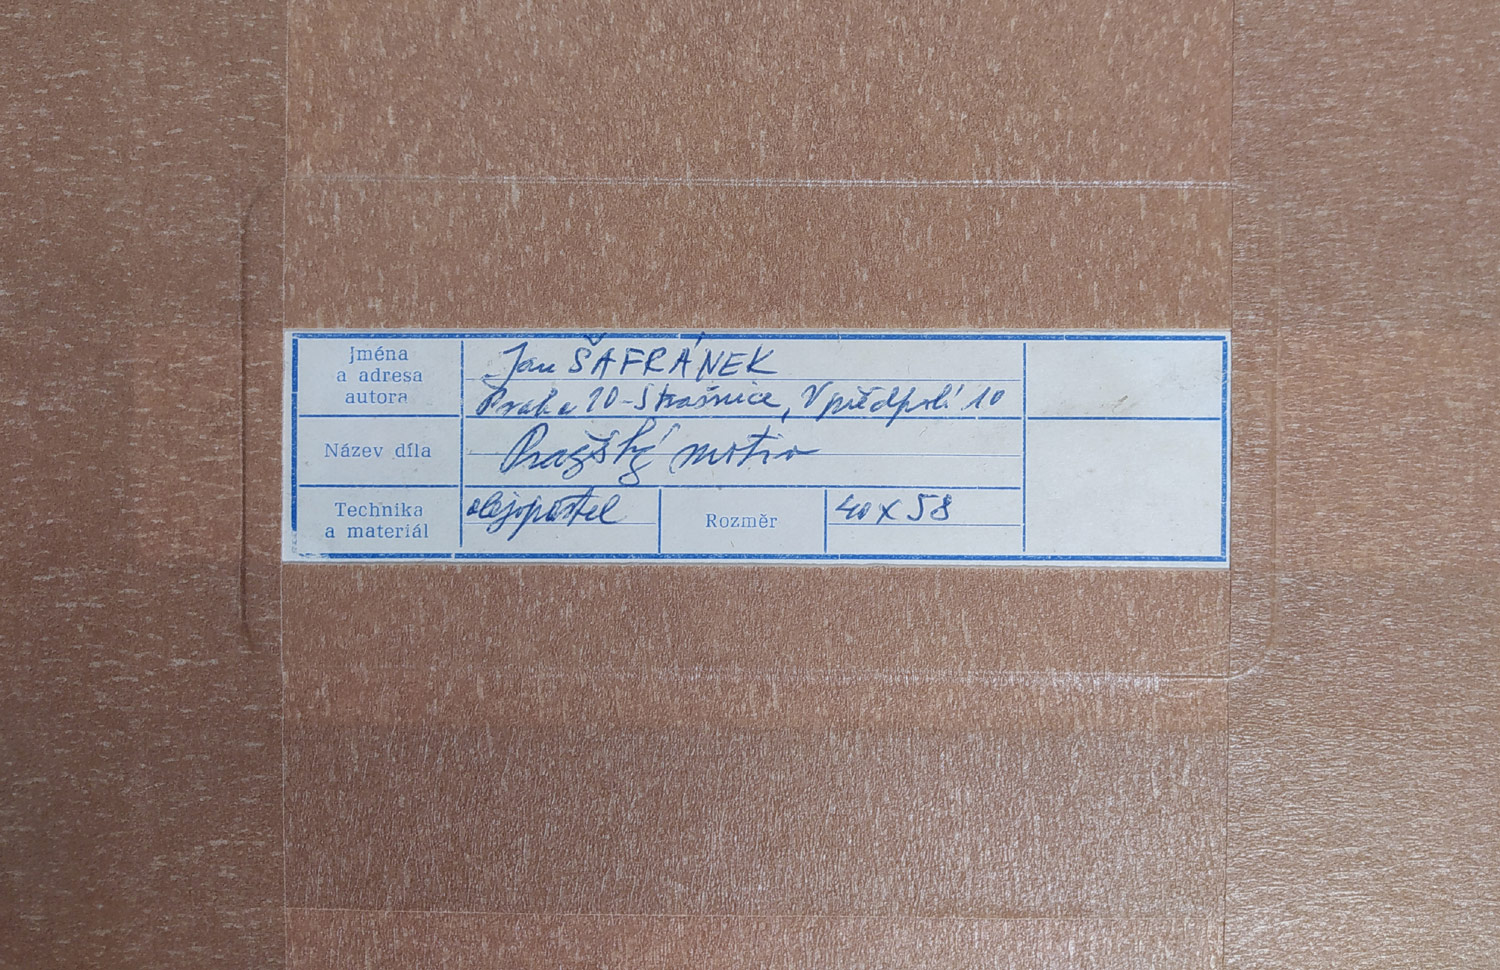 Jména
a adresa
autora
Jan ŠAFRÁNEK
Praha 10-Strašnice, V předpolí 10
Název díla
Pražský motiv
Technika
a materiál
olejopastel
Rozměr
40 x 58